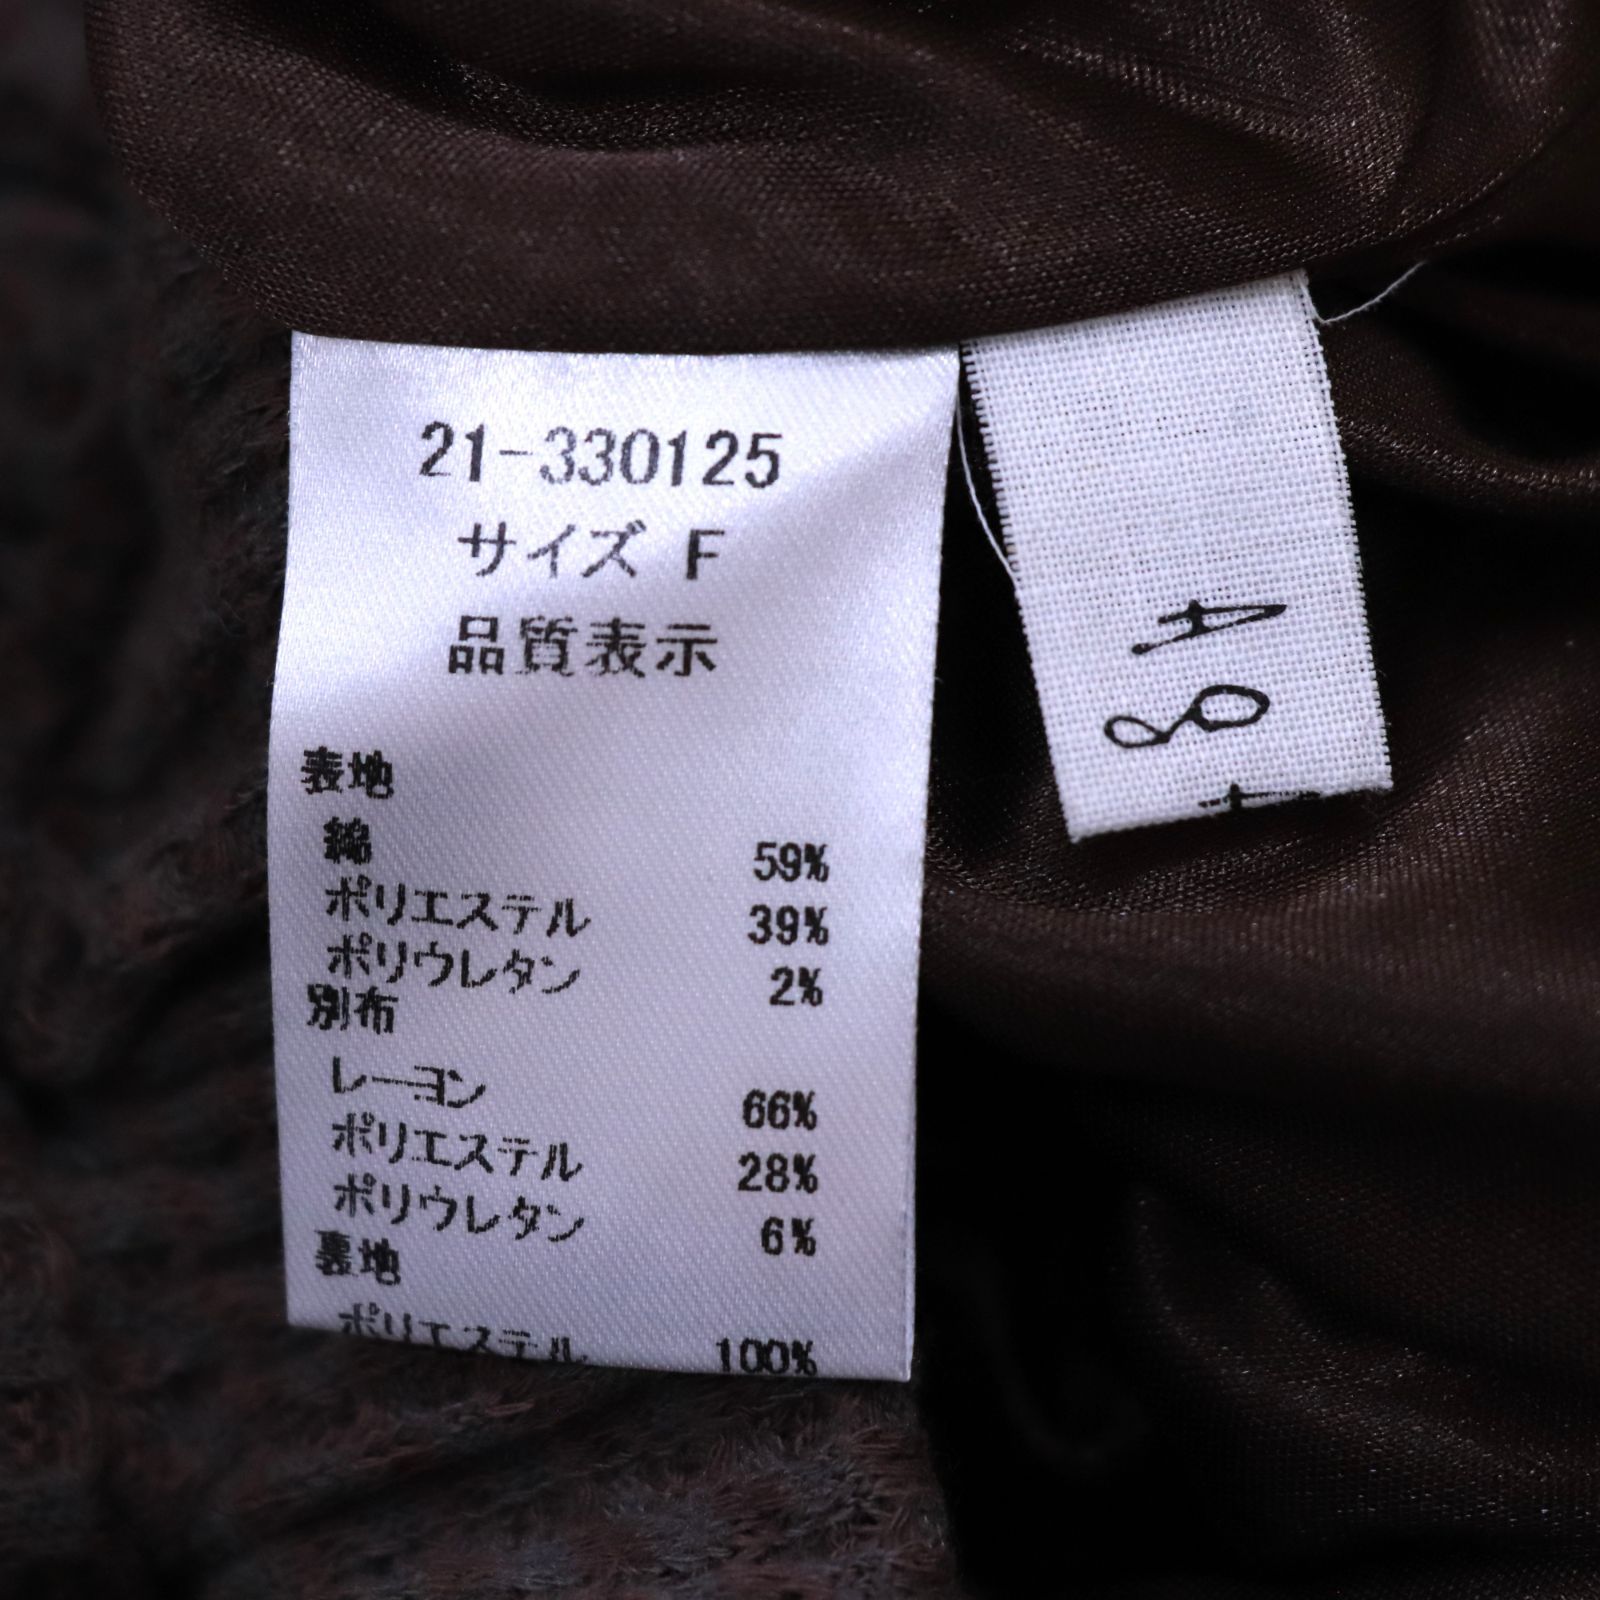 21-330125
サイズ F
品質表示
表地
綿 59%
ポリエステル 39%
ポリウレタン 2%
別布
レーヨン 66%
ポリエステル 28%
ポリウレタン 6%
裏地
ポリエステル 100%
A8